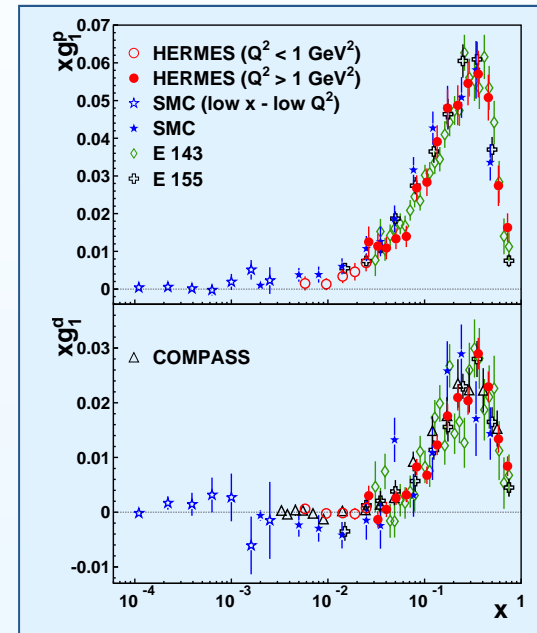 xg₁ᵖ
0.07
0.06
0.05
0.04
0.03
0.02
0.01
0
HERMES (Q² < 1 GeV²)
HERMES (Q² > 1 GeV²)
SMC (low x - low Q²)
SMC
E 143
E 155
xg₁ᵈ
0.03
0.02
0.01
0
-0.01
COMPASS
10⁻⁴ 10⁻³ 10⁻² 10⁻¹ 1
x